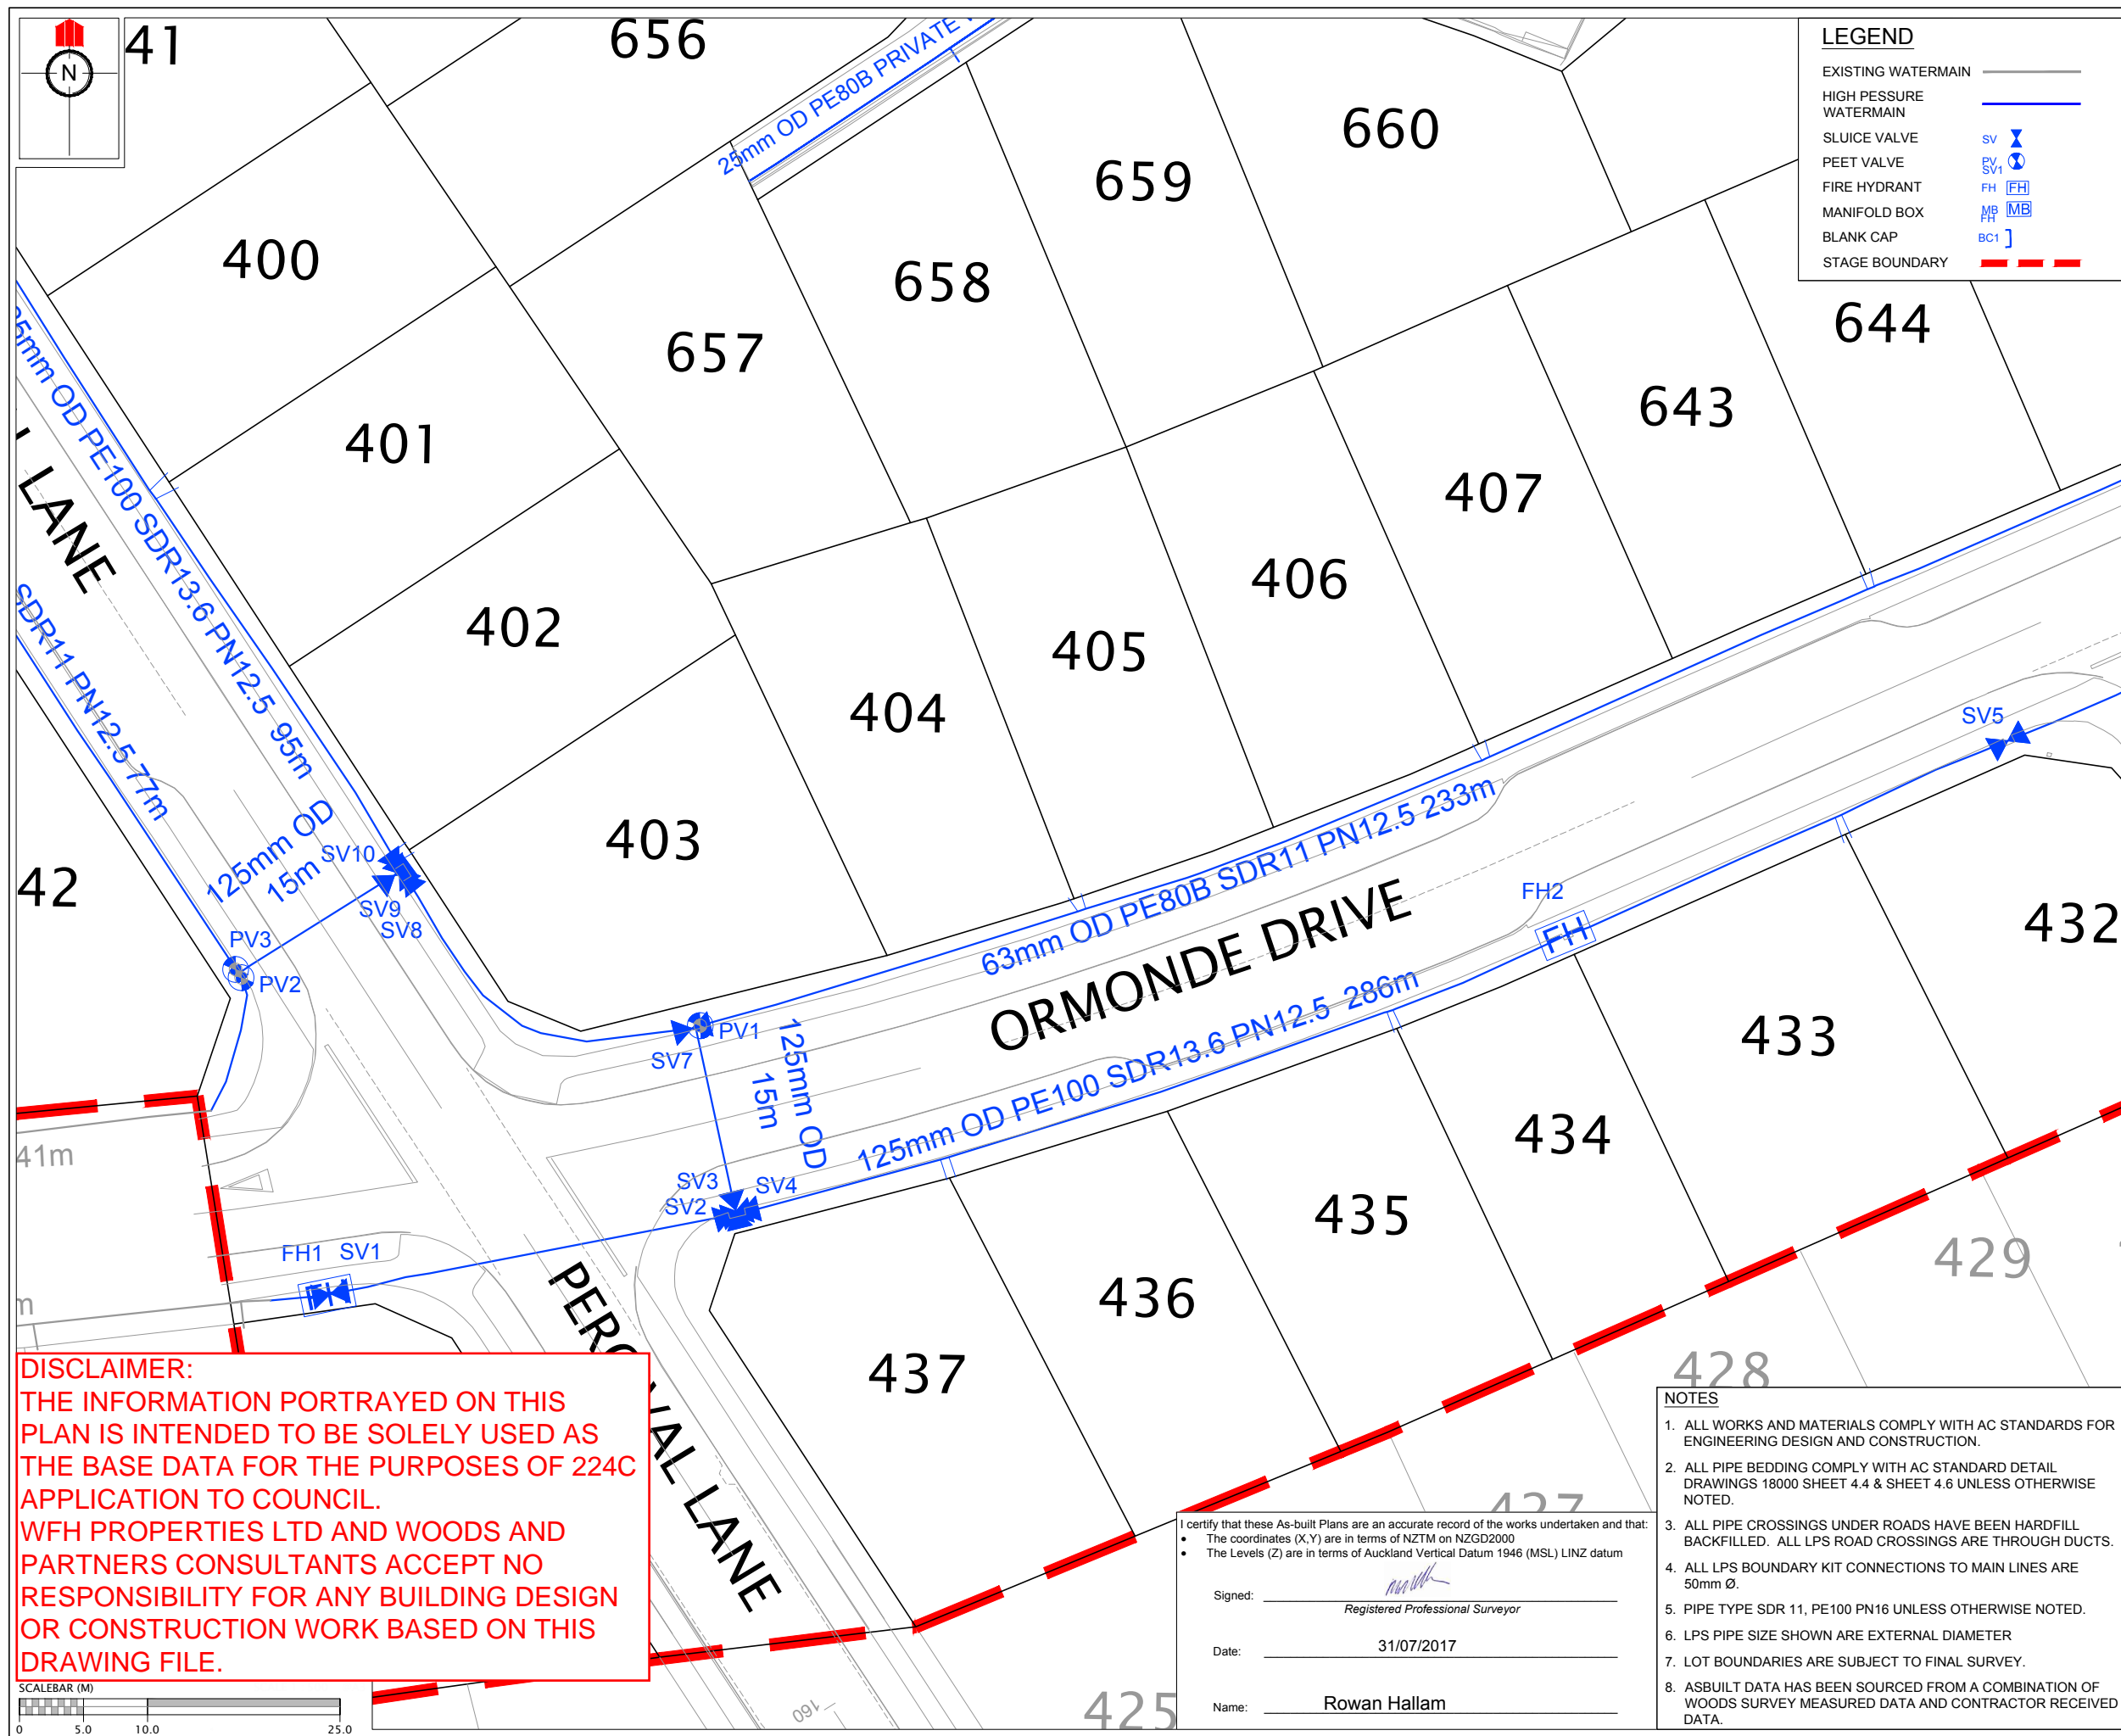 N
41
656
25mm OD PE80B PRIVATE
660
659
400
658
657
401
644
643
407
406
402
405
404
403
LEGEND
EXISTING WATERMAIN
HIGH PESSURE
WATERMAIN
SLUICE VALVE SV
PEET VALVE PV
SV1
FIRE HYDRANT FH FH
MANIFOLD BOX MB MB
FH
BLANK CAP BC1
STAGE BOUNDARY
5mm OD PE100 SDR13.6 PN12.5 95m
LANE
SDR11 PN12.5 77m
125mm OD
15m
SV10
SV9
SV8
PV3
PV2
42
SV5
63mm OD PE80B SDR11 PN12.5 233m
ORMONDE DRIVE
FH2
FH
432
433
PV1
SV7
125mm OD
15m
125mm OD PE100 SDR13.6 PN12.5 286m
434
435
436
437
SV3
SV4
SV2
41m
m
FH1 SV1
FH
PERCIVAL LANE
429
428
427
425
160
DISCLAIMER:
THE INFORMATION PORTRAYED ON THIS
PLAN IS INTENDED TO BE SOLELY USED AS
THE BASE DATA FOR THE PURPOSES OF 224C
APPLICATION TO COUNCIL.
WFH PROPERTIES LTD AND WOODS AND
PARTNERS CONSULTANTS ACCEPT NO
RESPONSIBILITY FOR ANY BUILDING DESIGN
OR CONSTRUCTION WORK BASED ON THIS
DRAWING FILE.
SCALEBAR (M)
0 5.0 10.0 25.0
I certify that these As-built Plans are an accurate record of the works undertaken and that:
• The coordinates (X,Y) are in terms of NZTM on NZGD2000
• The Levels (Z) are in terms of Auckland Vertical Datum 1946 (MSL) LINZ datum
Signed:
Registered Professional Surveyor
Date: 31/07/2017
Name: Rowan Hallam
NOTES
1. ALL WORKS AND MATERIALS COMPLY WITH AC STANDARDS FOR
ENGINEERING DESIGN AND CONSTRUCTION.
2. ALL PIPE BEDDING COMPLY WITH AC STANDARD DETAIL
DRAWINGS 18000 SHEET 4.4 & SHEET 4.6 UNLESS OTHERWISE
NOTED.
3. ALL PIPE CROSSINGS UNDER ROADS HAVE BEEN HARDFILL
BACKFILLED. ALL LPS ROAD CROSSINGS ARE THROUGH DUCTS.
4. ALL LPS BOUNDARY KIT CONNECTIONS TO MAIN LINES ARE
50mm Ø.
5. PIPE TYPE SDR 11, PE100 PN16 UNLESS OTHERWISE NOTED.
6. LPS PIPE SIZE SHOWN ARE EXTERNAL DIAMETER
7. LOT BOUNDARIES ARE SUBJECT TO FINAL SURVEY.
8. ASBUILT DATA HAS BEEN SOURCED FROM A COMBINATION OF
WOODS SURVEY MEASURED DATA AND CONTRACTOR RECEIVED
DATA.